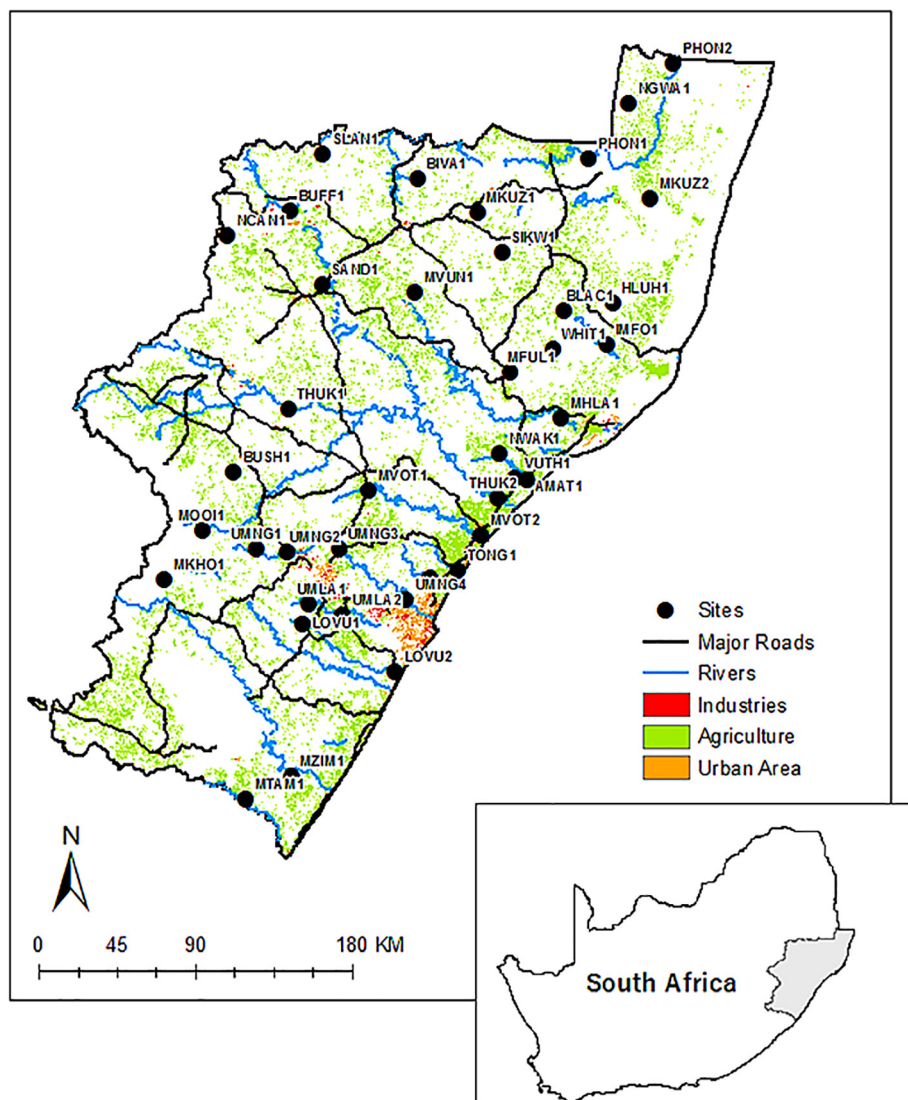 PHON2
NGWA1
SLAN1
PHON1
BIVA1
MKUZ2
BUFF1
MKUZ1
NCAN1
SIKW1
SAND1
MVUN1
HLUH1
BLAC1
IMFO1
WHIT1
MFUL1
THUK1
MHLA1
NWAK1
BUSH1
VUTH1
MVOT1
THUK2
AMAT1
MOOI1
MVOT2
UMNG1
UMNG2
UMNG3
TONG1
MKHO1
UMNG4
UMLA1
UMLA2
LOVU1
LOVU2
MZIM1
MTAM1
Sites
Major Roads
Rivers
Industries
Agriculture
Urban Area
N
0 45 90 180 KM
South Africa